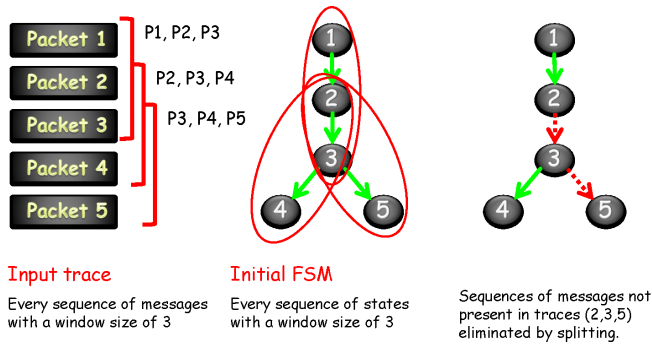 Packet 1
Packet 2
Packet 3
Packet 4
Packet 5
P1, P2, P3
P2, P3, P4
P3, P4, P5
Input trace
Every sequence of messages
with a window size of 3
1
2
3
4
5
Initial FSM
Every sequence of states
with a window size of 3
1
2
3
4
5
Sequences of messages not
present in traces (2,3,5)
eliminated by splitting.